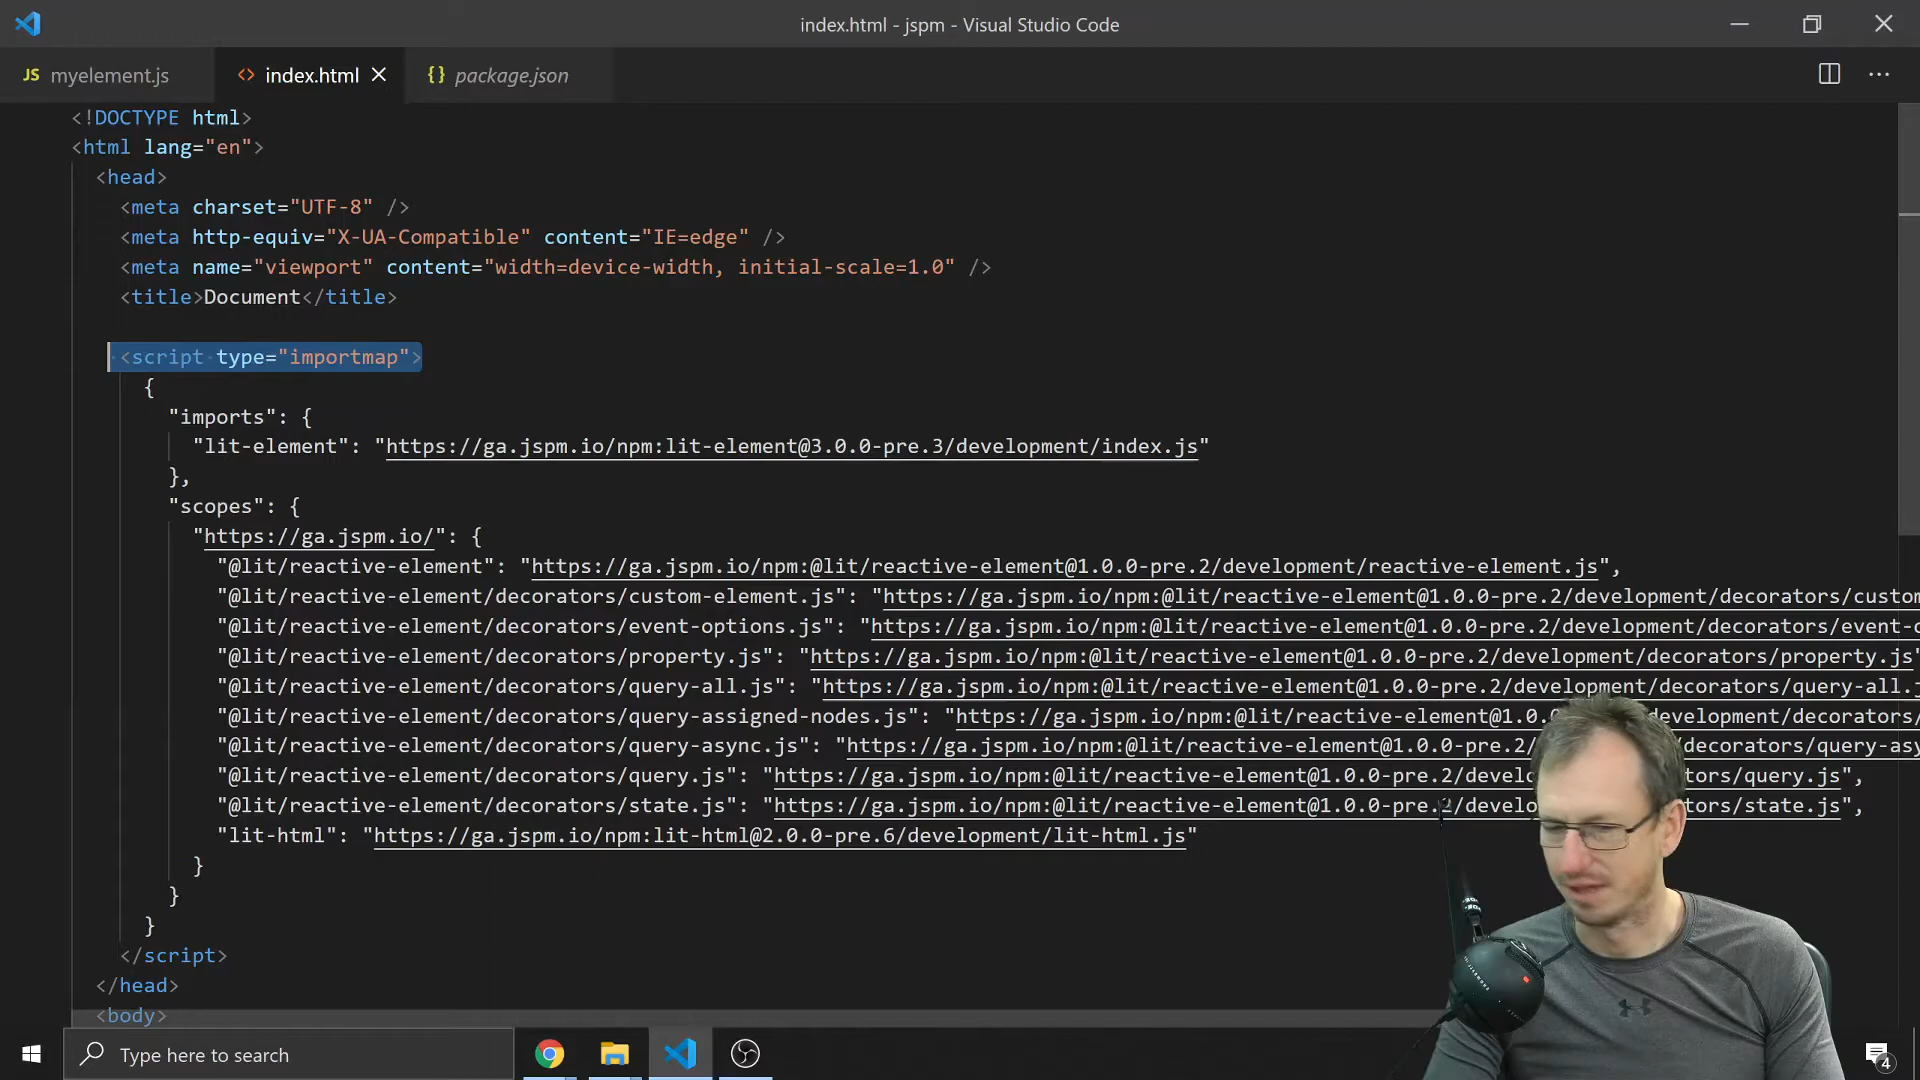 index.html - jspm - Visual Studio Code
JS myelement.js
<> index.html
{} package.json
<!DOCTYPE html>
<html lang="en">
<head>
<meta charset="UTF-8" />
<meta http-equiv="X-UA-Compatible" content="IE=edge" />
<meta name="viewport" content="width=device-width, initial-scale=1.0" />
<title>Document</title>
<script type="importmap">
{
"imports": {
"lit-element": "https://ga.jspm.io/npm:lit-element@3.0.0-pre.3/development/index.js"
},
"scopes": {
"https://ga.jspm.io/": {
"@lit/reactive-element": "https://ga.jspm.io/npm:@lit/reactive-element@1.0.0-pre.2/development/reactive-element.js",
"@lit/reactive-element/decorators/custom-element.js": "https://ga.jspm.io/npm:@lit/reactive-element@1.0.0-pre.2/development/decorators/custom
"@lit/reactive-element/decorators/event-options.js": "https://ga.jspm.io/npm:@lit/reactive-element@1.0.0-pre.2/development/decorators/event-o
"@lit/reactive-element/decorators/property.js": "https://ga.jspm.io/npm:@lit/reactive-element@1.0.0-pre.2/development/decorators/property.js"
"@lit/reactive-element/decorators/query-all.js": "https://ga.jspm.io/npm:@lit/reactive-element@1.0.0-pre.2/development/decorators/query-all.j
"@lit/reactive-element/decorators/query-assigned-nodes.js": "https://ga.jspm.io/npm:@lit/reactive-element@1.0.0 evelopment/decorators/
"@lit/reactive-element/decorators/query-async.js": "https://ga.jspm.io/npm:@lit/reactive-element@1.0.0-pre.2/ decorators/query-asy
"@lit/reactive-element/decorators/query.js": "https://ga.jspm.io/npm:@lit/reactive-element@1.0.0-pre.2/develo tors/query.js",
"@lit/reactive-element/decorators/state.js": "https://ga.jspm.io/npm:@lit/reactive-element@1.0.0-pre.2/develo tors/state.js",
"lit-html": "https://ga.jspm.io/npm:lit-html@2.0.0-pre.6/development/lit-html.js"
}
}
}
</script>
</head>
<body>
Type here to search
4